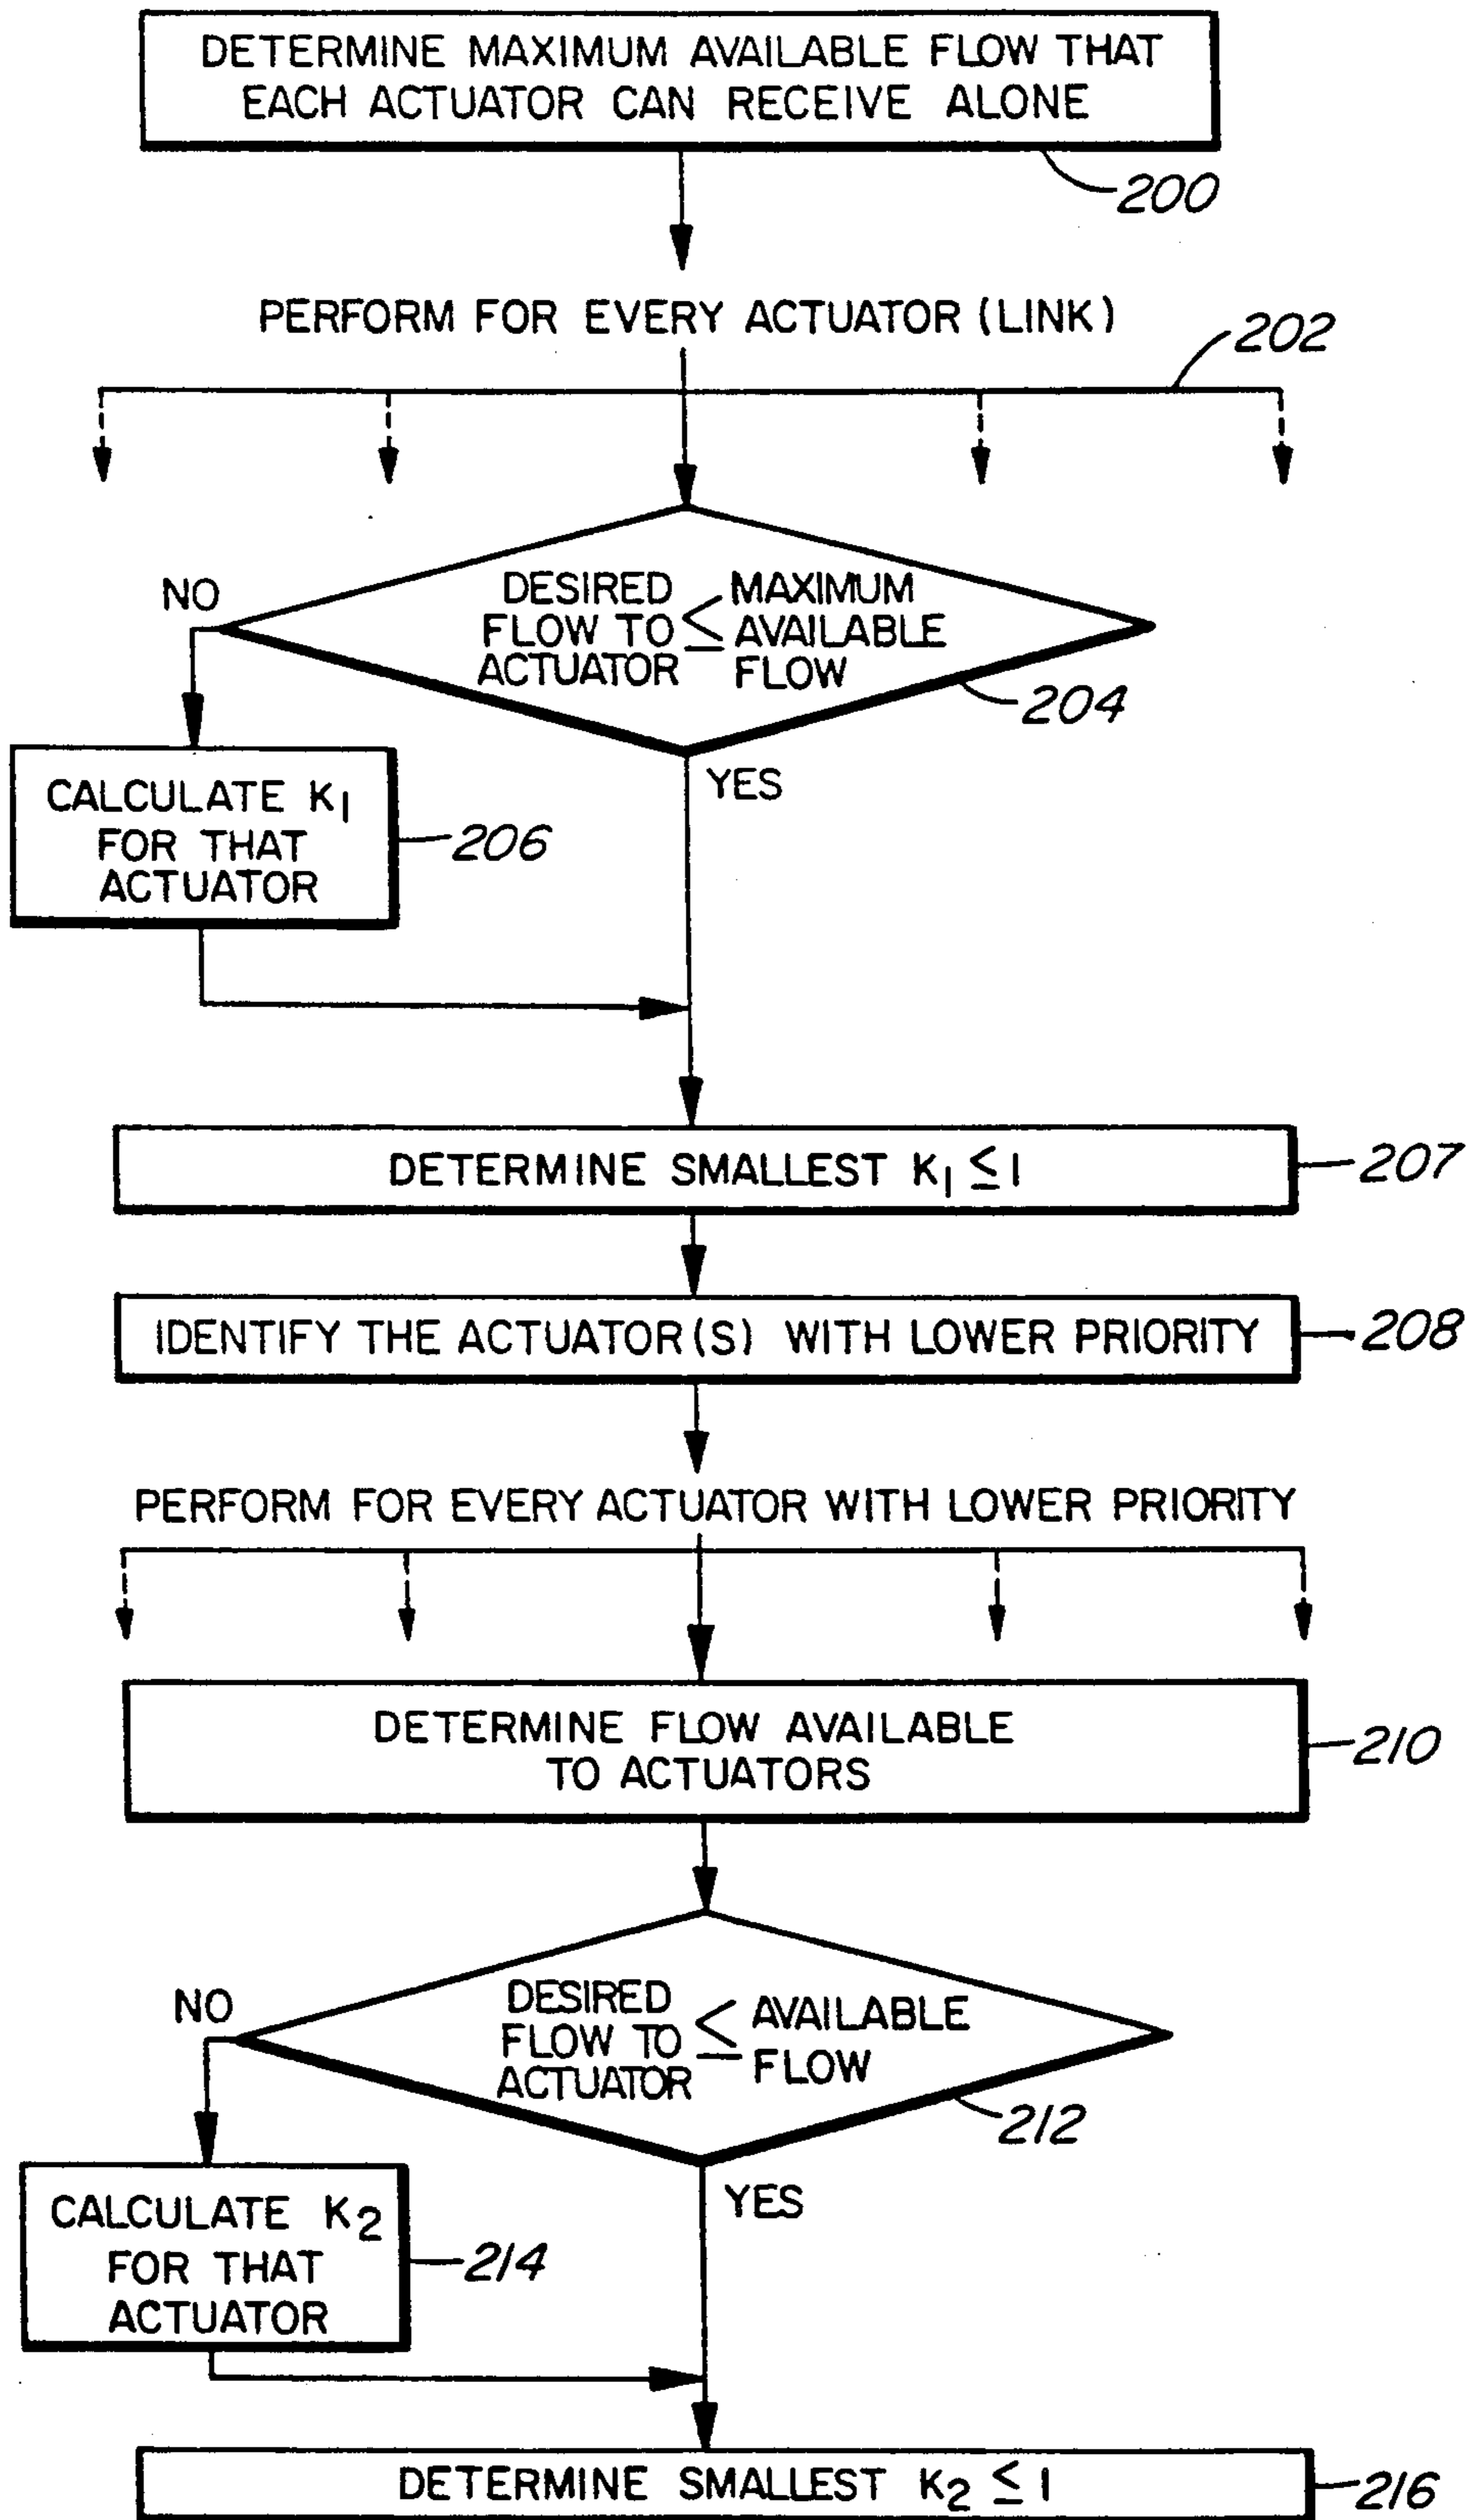 DETERMINE MAXIMUM AVAILABLE FLOW THAT
EACH ACTUATOR CAN RECEIVE ALONE
200
PERFORM FOR EVERY ACTUATOR (LINK)
202
NO
DESIRED
FLOW TO
ACTUATOR
≤
MAXIMUM
AVAILABLE
FLOW
204
YES
CALCULATE K1
FOR THAT
ACTUATOR
206
DETERMINE SMALLEST K1 ≤ 1
207
IDENTIFY THE ACTUATOR(S) WITH LOWER PRIORITY
208
PERFORM FOR EVERY ACTUATOR WITH LOWER PRIORITY
DETERMINE FLOW AVAILABLE
TO ACTUATORS
210
NO
DESIRED
FLOW TO
ACTUATOR
≤
AVAILABLE
FLOW
212
YES
CALCULATE K2
FOR THAT
ACTUATOR
214
DETERMINE SMALLEST K2 ≤ 1
216